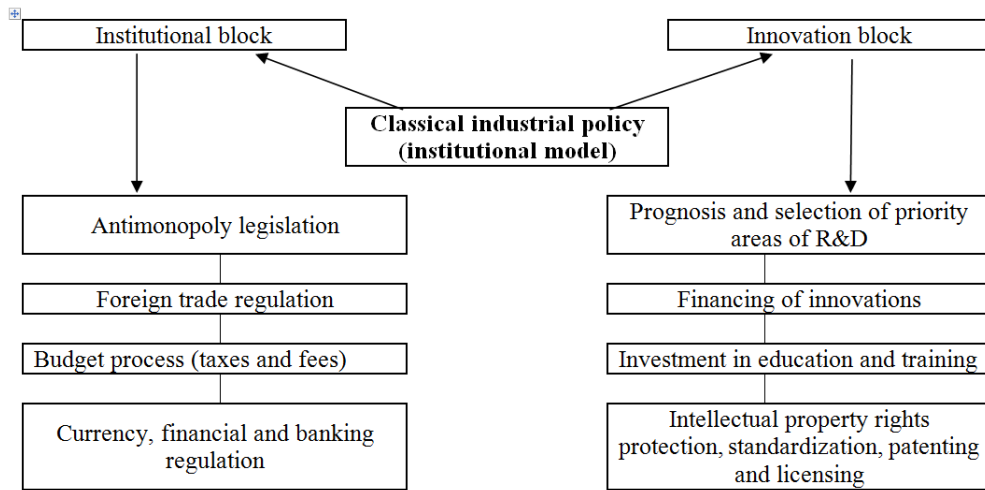 Institutional block
Innovation block
Classical industrial policy
(institutional model)
Antimonopoly legislation
Prognosis and selection of priority
areas of R&D
Foreign trade regulation
Financing of innovations
Budget process (taxes and fees)
Investment in education and training
Currency, financial and banking
regulation
Intellectual property rights
protection, standardization, patenting
and licensing